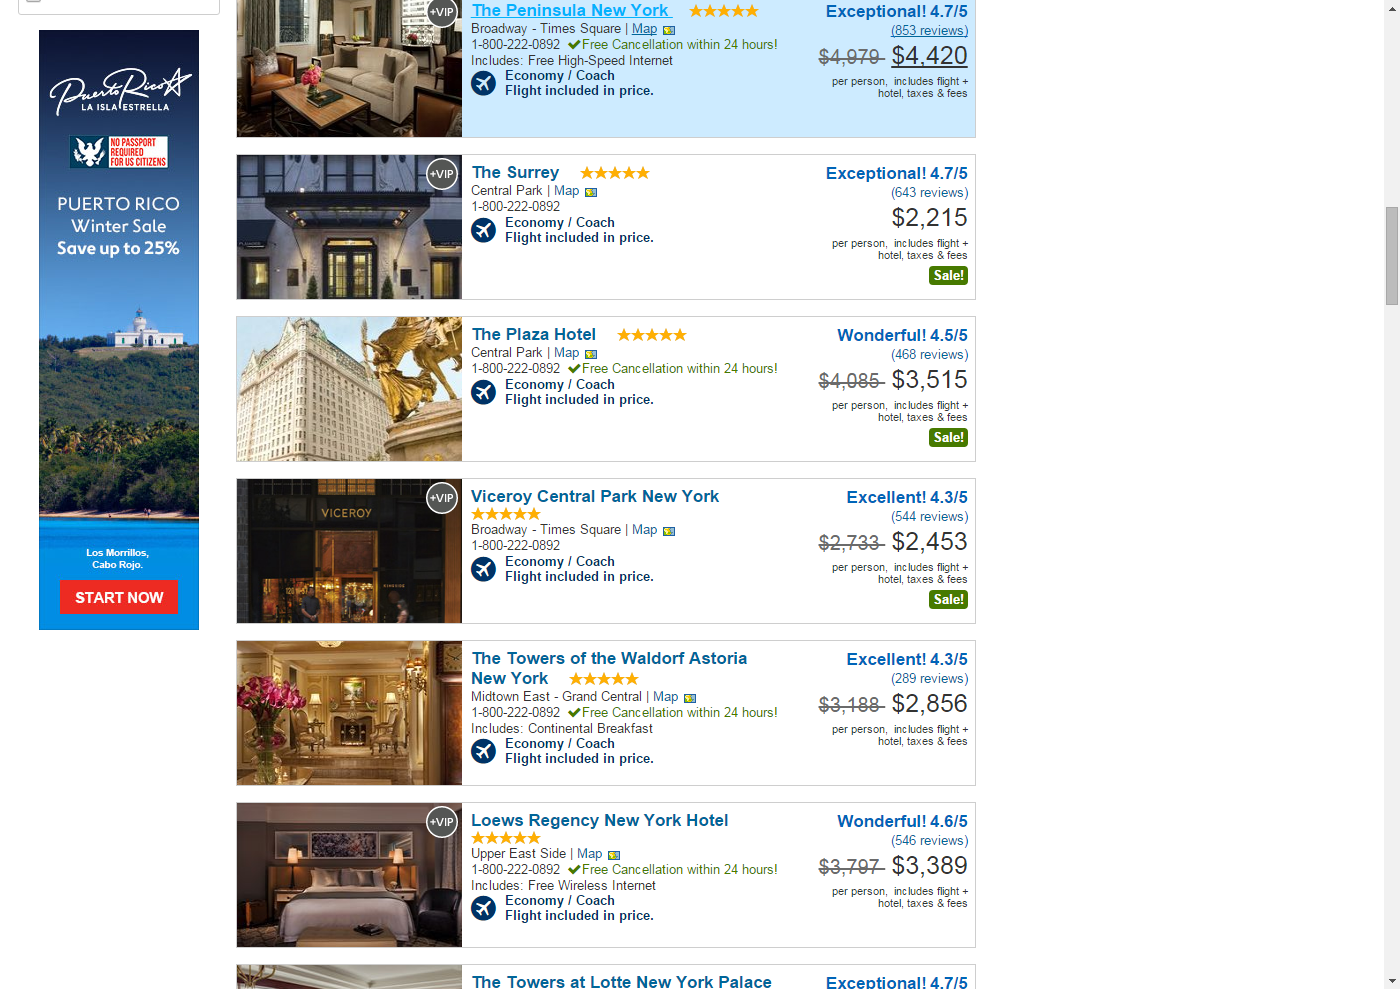 Puerto Rico
LA ISLA ESTRELLA
NO PASSPORT
REQUIRED
FOR US CITIZENS
PUERTO RICO
Winter Sale
Save up to 25%
Los Morrillos,
Cabo Rojo.
START NOW
+VIP
The Peninsula New York
Broadway - Times Square | Map
1-800-222-0892 Free Cancellation within 24 hours!
Includes: Free High-Speed Internet
Economy / Coach
Flight included in price.
Exceptional! 4.7/5
(853 reviews)
$4,979 $4,420
per person, includes flight +
hotel, taxes & fees
+VIP
The Surrey
Central Park | Map
1-800-222-0892
Economy / Coach
Flight included in price.
Exceptional! 4.7/5
(643 reviews)
$2,215
per person, includes flight +
hotel, taxes & fees
Sale!
The Plaza Hotel
Central Park | Map
1-800-222-0892 Free Cancellation within 24 hours!
Economy / Coach
Flight included in price.
Wonderful! 4.5/5
(468 reviews)
$4,085 $3,515
per person, includes flight +
hotel, taxes & fees
Sale!
VICEROY
+VIP
Viceroy Central Park New York
Broadway - Times Square | Map
1-800-222-0892
Economy / Coach
Flight included in price.
Excellent! 4.3/5
(544 reviews)
$2,733 $2,453
per person, includes flight +
hotel, taxes & fees
Sale!
The Towers of the Waldorf Astoria
New York
Midtown East - Grand Central | Map
1-800-222-0892 Free Cancellation within 24 hours!
Includes: Continental Breakfast
Economy / Coach
Flight included in price.
Excellent! 4.3/5
(289 reviews)
$3,188 $2,856
per person, includes flight +
hotel, taxes & fees
+VIP
Loews Regency New York Hotel
Upper East Side | Map
1-800-222-0892 Free Cancellation within 24 hours!
Includes: Free Wireless Internet
Economy / Coach
Flight included in price.
Wonderful! 4.6/5
(546 reviews)
$3,797 $3,389
per person, includes flight +
hotel, taxes & fees
The Towers at Lotte New York Palace
Exceptional! 4.7/5